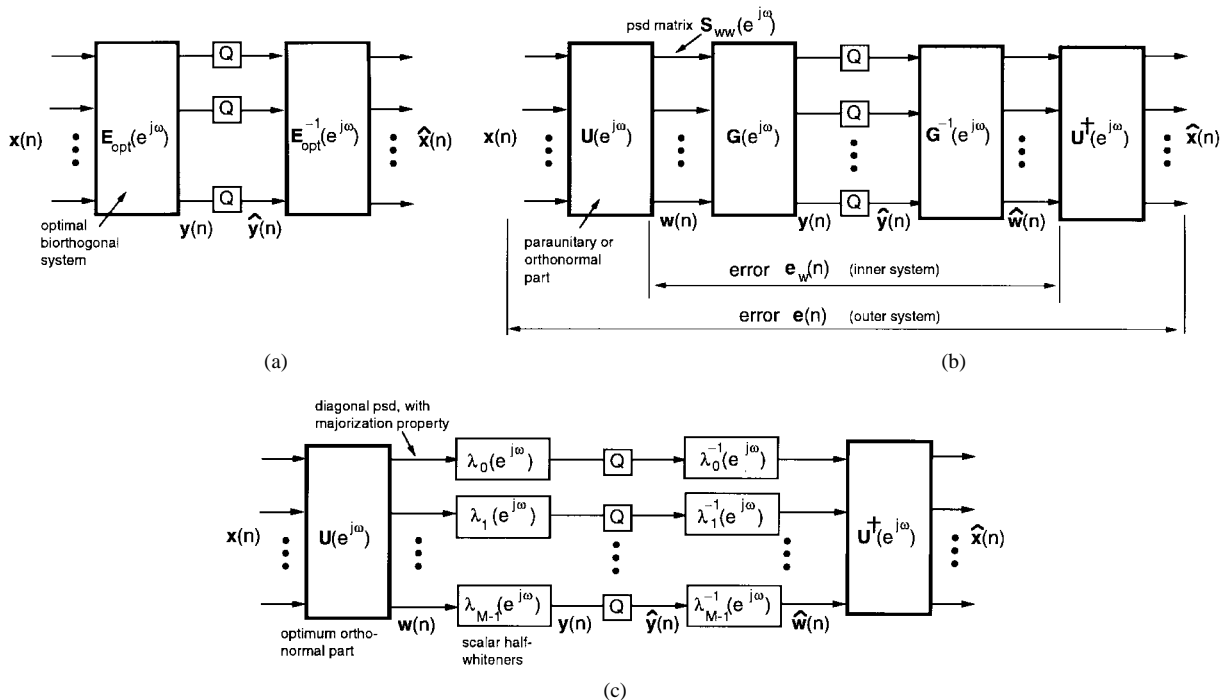 x(n)
E_opt(e^jω)
Q
Q
Q
E_opt^-1(e^jω)
x̂(n)
optimal
biorthogonal
system
y(n)
ŷ(n)
(a)
psd matrix S_ww(e^jω)
x(n)
U(e^jω)
G(e^jω)
Q
Q
Q
G^-1(e^jω)
U^†(e^jω)
x̂(n)
paraunitary or
orthonormal
part
w(n)
y(n)
ŷ(n)
ŵ(n)
error e_w(n) (inner system)
error e(n) (outer system)
(b)
diagonal psd, with
majorization property
x(n)
U(e^jω)
λ_0(e^jω)
Q
λ_0^-1(e^jω)
λ_1(e^jω)
Q
λ_1^-1(e^jω)
λ_M-1(e^jω)
Q
λ_M-1^-1(e^jω)
U^†(e^jω)
x̂(n)
optimum ortho-
normal part
w(n)
scalar half-
whiteners
y(n)
ŷ(n)
ŵ(n)
(c)